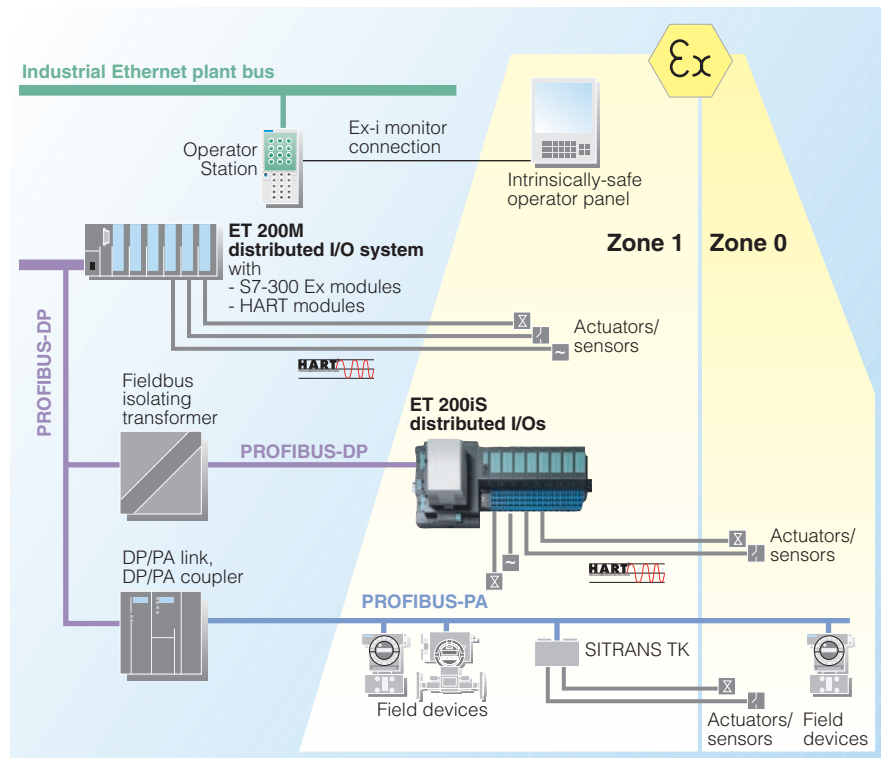 Ex
Industrial Ethernet plant bus
Operator
Station
Ex-i monitor
connection
Intrinsically-safe
operator panel
Zone 1
Zone 0
ET 200M
distributed I/O system
with
- S7-300 Ex modules
- HART modules
Actuators/
sensors
HART
PROFIBUS-DP
Fieldbus
isolating
transformer
PROFIBUS-DP
ET 200iS
distributed I/Os
Actuators/
sensors
HART
DP/PA link,
DP/PA coupler
PROFIBUS-PA
SITRANS TK
Field devices
Actuators/
sensors
Field
devices